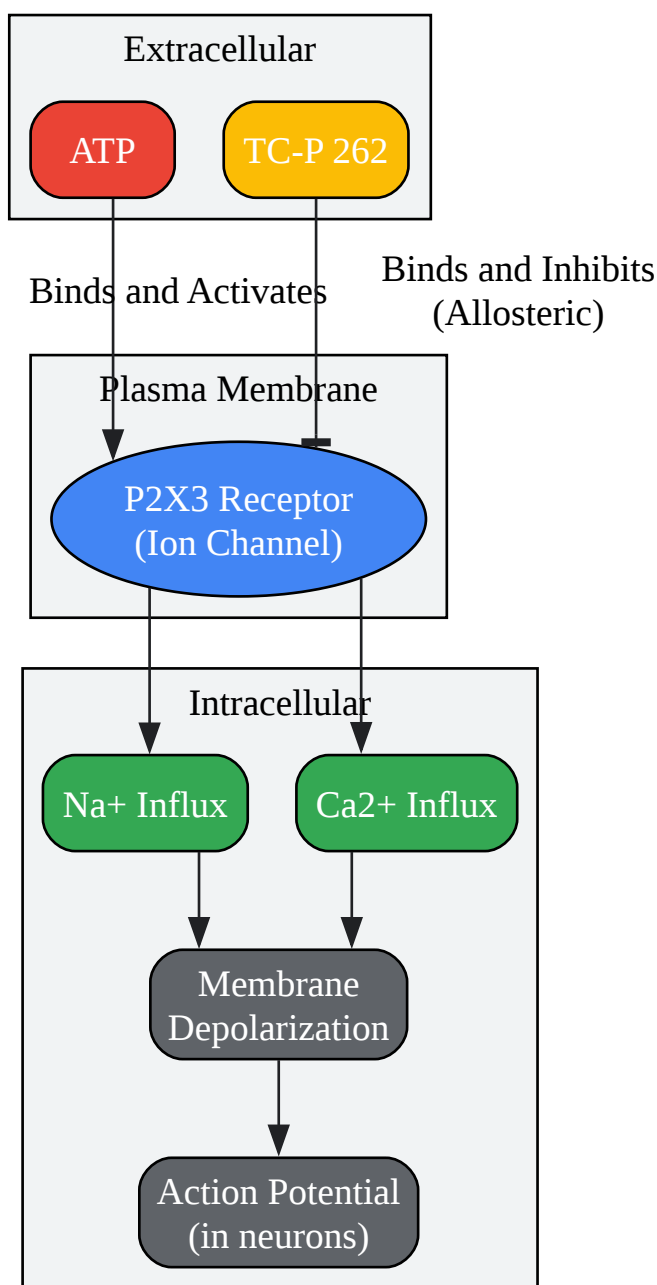 Extracellular
ATP
TC-P 262
Binds and Activates
Binds and Inhibits
(Allosteric)
Plasma Membrane
P2X3 Receptor
(Ion Channel)
Intracellular
Na+ Influx
Ca2+ Influx
Membrane
Depolarization
Action Potential
(in neurons)